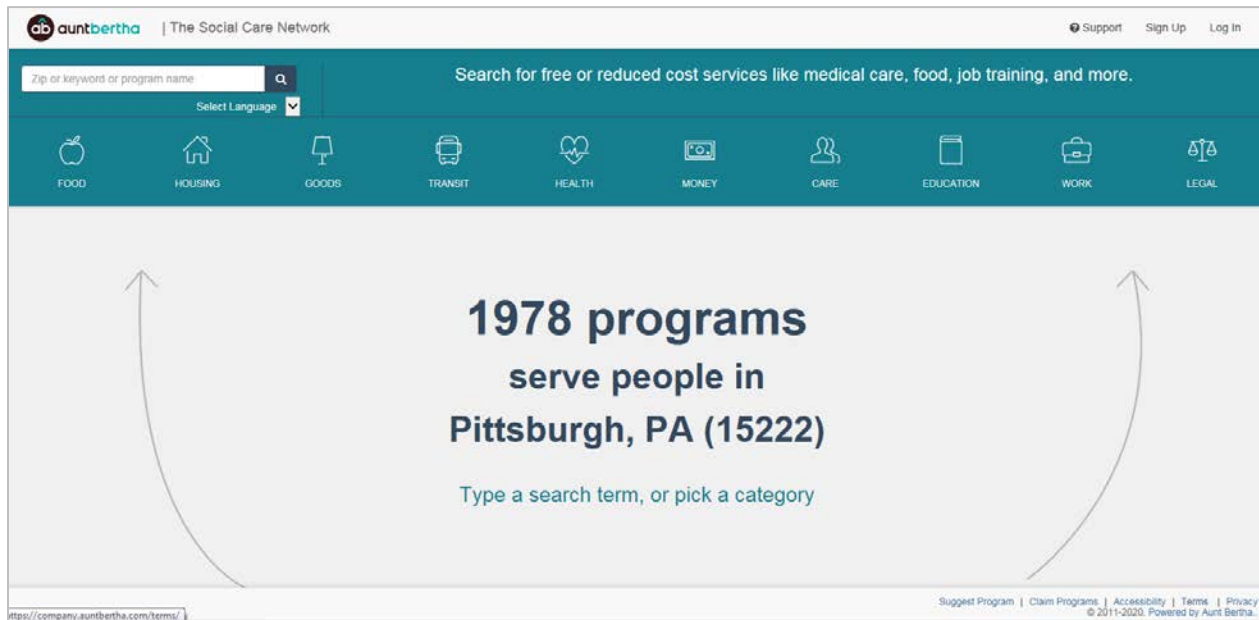 ab auntbertha | The Social Care Network
Support Sign Up Log In
Zip or keyword or program name
Search for free or reduced cost services like medical care, food, job training, and more.
Select Language
FOOD HOUSING GOODS TRANSIT HEALTH MONEY CARE EDUCATION WORK LEGAL
1978 programs
serve people in
Pittsburgh, PA (15222)
Type a search term, or pick a category
Suggest Program | Claim Programs | Accessibility | Terms | Privacy
© 2011-2020. Powered by Aunt Bertha.
ttps://company.auntbertha.com/terms/